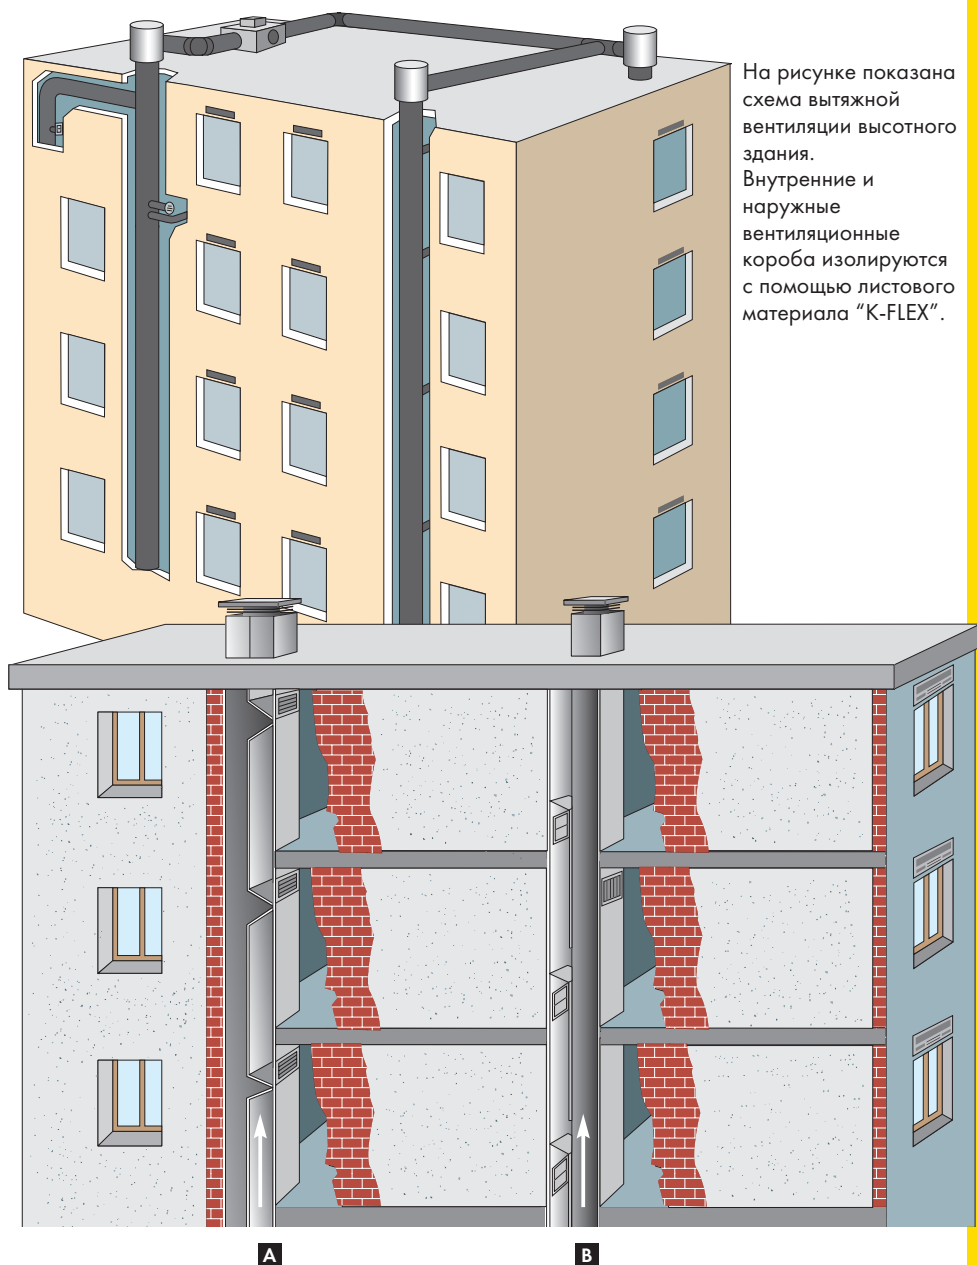 На рисунке показана
схема вытяжной
вентиляции высотного
здания.
Внутренние и
наружные
вентиляционные
короба изолируются
с помощью листового
материала “K-FLEX”.
A
B